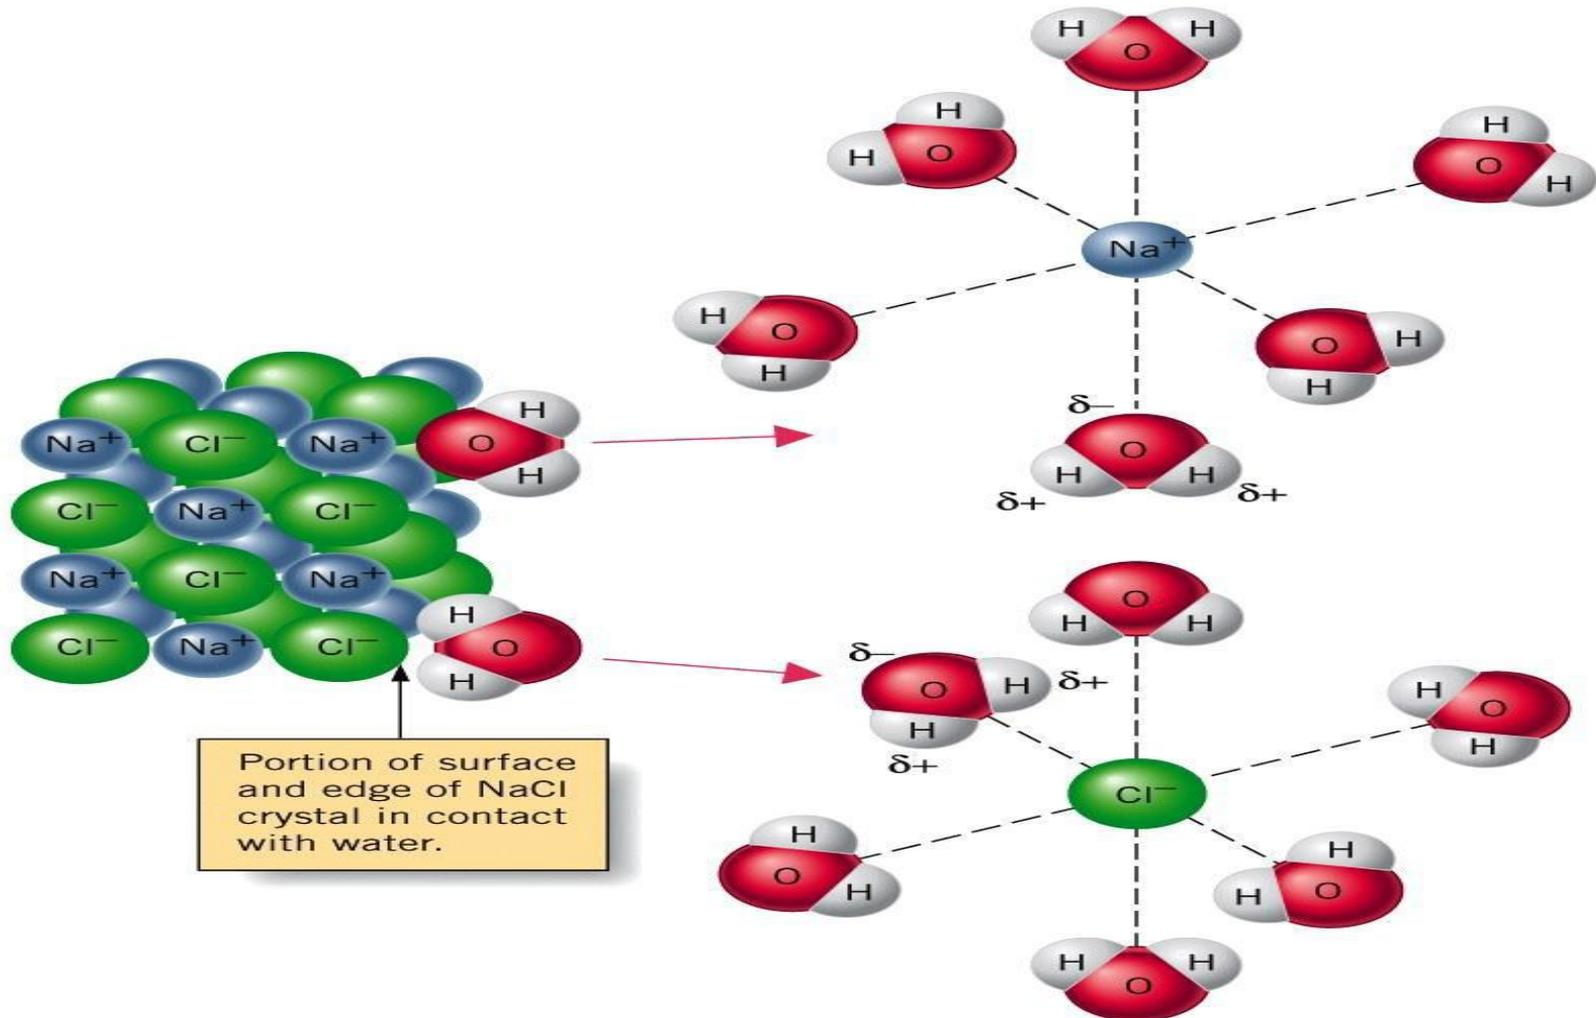 H H
O
H
H O
H
O H
Na⁺
H O
H
O H
H
δ−
O
H H
δ+ δ+
Na⁺ Cl⁻ Na⁺
O H
H
Cl⁻ Na⁺ Cl⁻
Na⁺ Cl⁻ Na⁺
Cl⁻ Na⁺ Cl⁻
H
O
H
Portion of surface
and edge of NaCl
crystal in contact
with water.
O
H H
δ−
O H δ+
H
δ+
H O
H
Cl⁻
H
O H
H
H O
H H
O